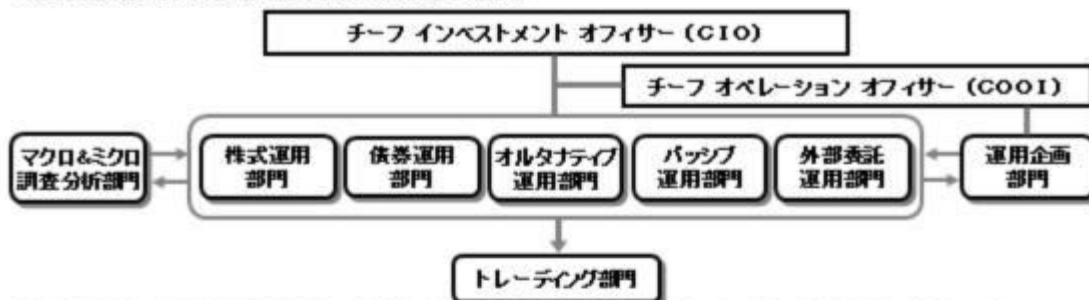 チーフ インベストメント オフィサー (CIO)
チーフ オペレーション オフィサー (COOI)
マクロ&ミクロ
調査分析部門
株式運用
部門
債券運用
部門
オルタナティブ
運用部門
パッシブ
運用部門
外部委託
運用部門
運用企画
部門
トレーディング部門